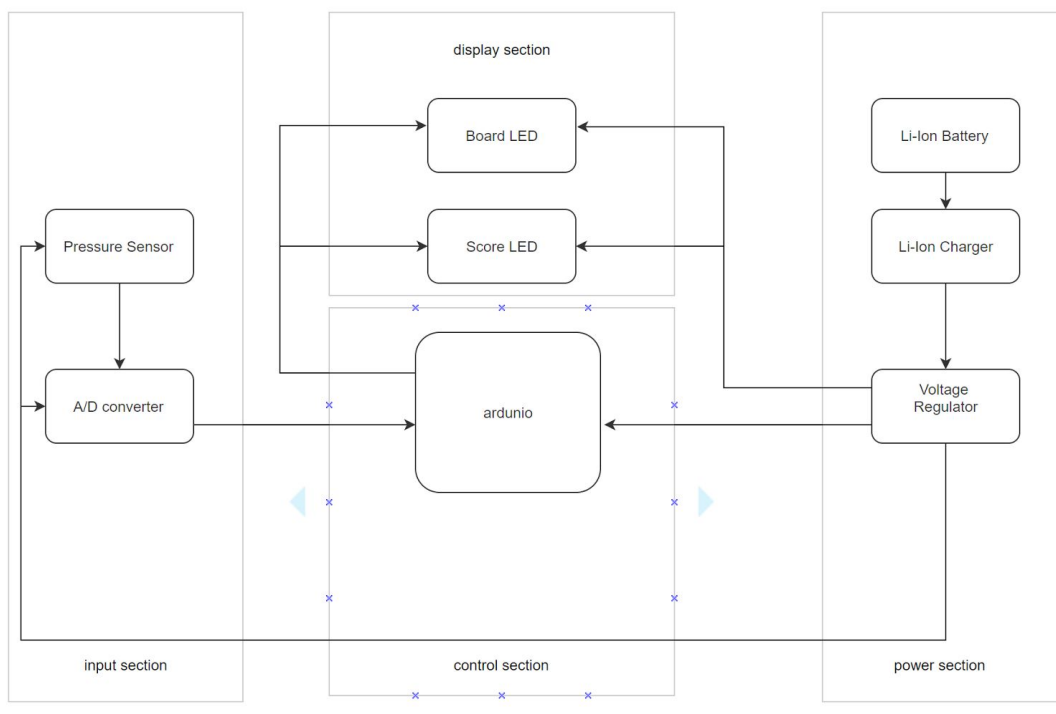 display section
Board LED
Li-Ion Battery
Pressure Sensor
Score LED
Li-Ion Charger
A/D converter
ardunio
Voltage
Regulator
input section
control section
power section